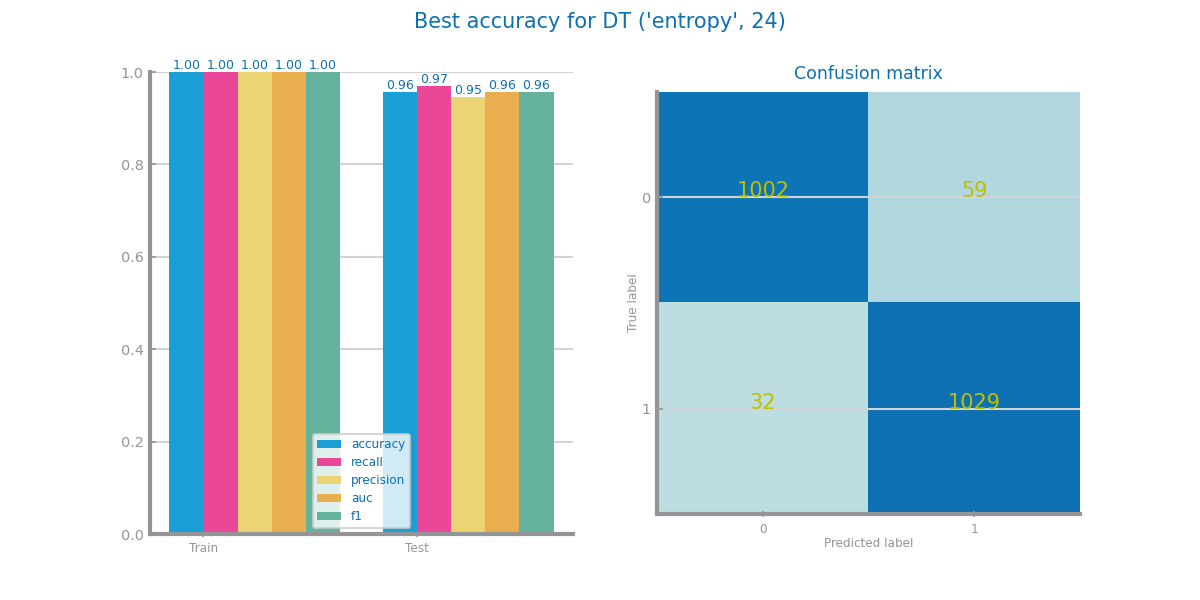 Best accuracy for DT ('entropy', 24)
1.00 1.00 1.00 1.00 1.00
0.96 0.97 0.95 0.96 0.96
1.0
0.8
0.6
0.4
0.2
0.0
accuracy
recall
precision
auc
f1
Train Test
Confusion matrix
True label
0
1
1002 59
32 1029
0 1
Predicted label